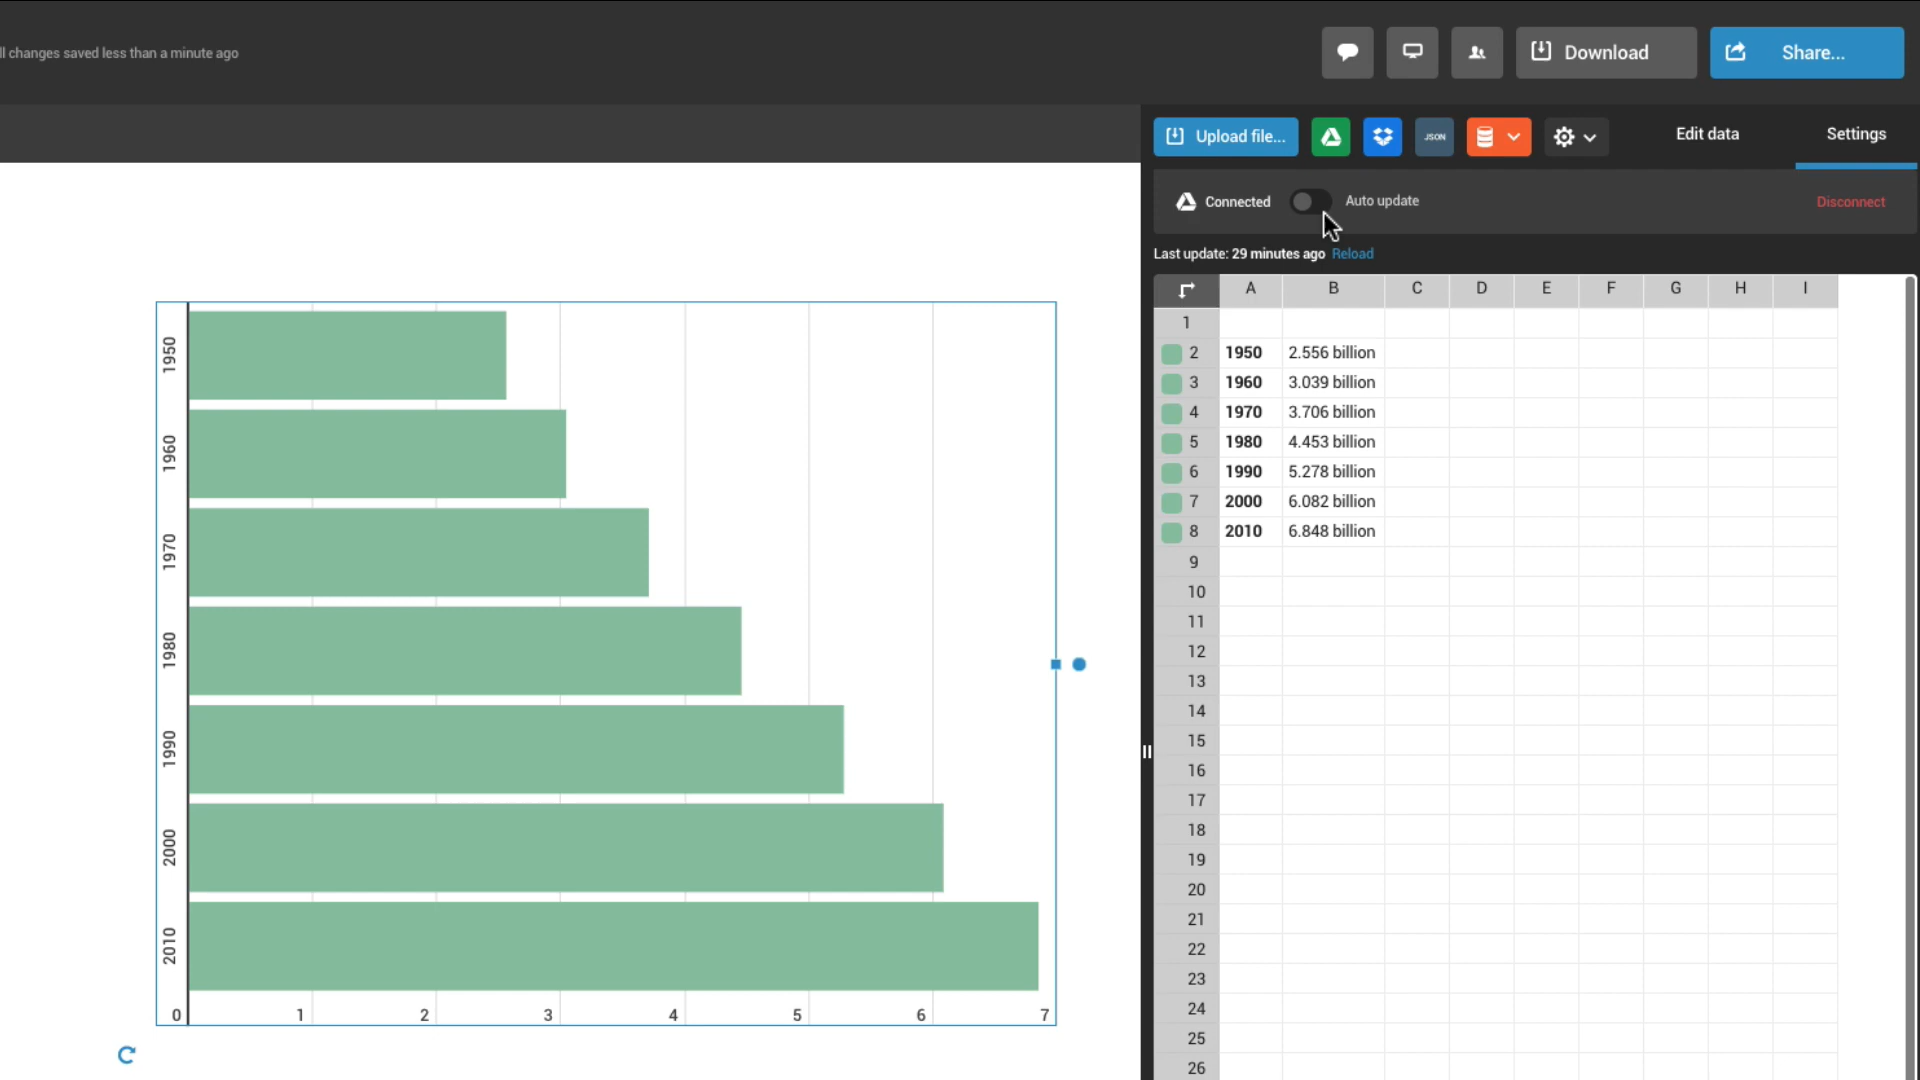 ll changes saved less than a minute ago
Download
Share...
Upload file...
JSON
Edit data
Settings
Connected
Auto update
Disconnect
Last update: 29 minutes ago Reload
A B C D E F G H I
1
2 1950 2.556 billion
3 1960 3.039 billion
4 1970 3.706 billion
5 1980 4.453 billion
6 1990 5.278 billion
7 2000 6.082 billion
8 2010 6.848 billion
9
10
11
12
13
14
15
16
17
18
19
20
21
22
23
24
25
26
1950
1960
1970
1980
1990
2000
2010
0 1 2 3 4 5 6 7